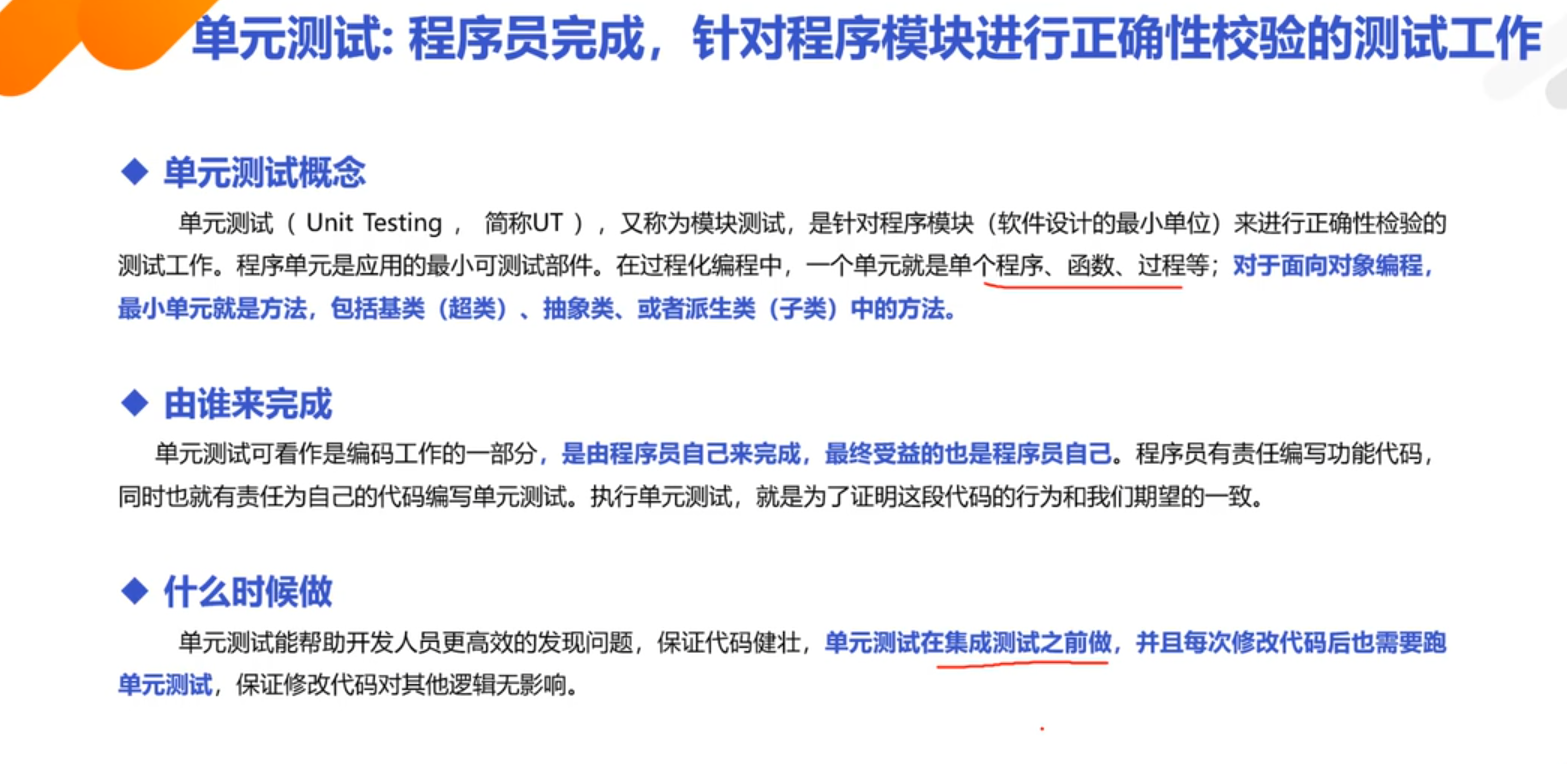 单元测试: 程序员完成，针对程序模块进行正确性校验的测试工作
单元测试概念
单元测试（ Unit Testing ， 简称UT ），又称为模块测试，是针对程序模块（软件设计的最小单位）来进行正确性检验的
测试工作。程序单元是应用的最小可测试部件。在过程化编程中，一个单元就是单个程序、函数、过程等；对于面向对象编程，
最小单元就是方法，包括基类（超类）、抽象类、或者派生类（子类）中的方法。
由谁来完成
单元测试可看作是编码工作的一部分，是由程序员自己来完成，最终受益的也是程序员自己。程序员有责任编写功能代码，
同时也就有责任为自己的代码编写单元测试。执行单元测试，就是为了证明这段代码的行为和我们期望的一致。
什么时候做
单元测试能帮助开发人员更高效的发现问题，保证代码健壮，单元测试在集成测试之前做，并且每次修改代码后也需要跑
单元测试，保证修改代码对其他逻辑无影响。